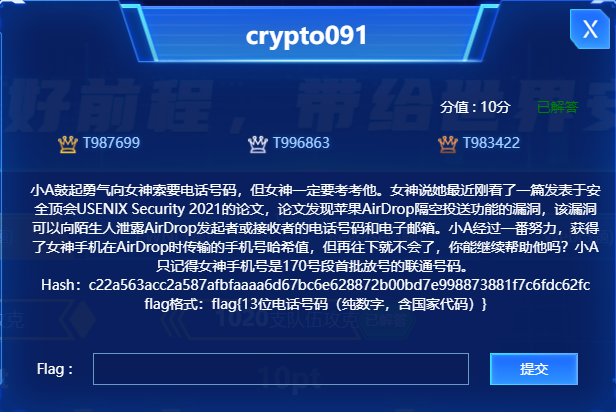 crypto091
X
好前程，带给世界安
分值 : 10分 已解答
T987699 T996863 T983422
小A鼓起勇气向女神索要电话号码，但女神一定要考考他。女神说她最近刚看了一篇发表于安
全顶会USENIX Security 2021的论文，论文发现苹果AirDrop隔空投送功能的漏洞，该漏洞
可以向陌生人泄露AirDrop发起者或接收者的电话号码和电子邮箱。小A经过一番努力，获得
了女神手机在AirDrop时传输的手机号哈希值，但再往下就不会了，你能继续帮助他吗？小A
只记得女神手机号是170号段首批放号的联通号码。
Hash：c22a563acc2a587afbfaaaa6d67bc6e628872b00bd7e998873881f7c6fdc62fc
flag格式：flag{13位电话号码（纯数字，含国家代码）}
1020支队伍攻克
Flag :
提交
10pt